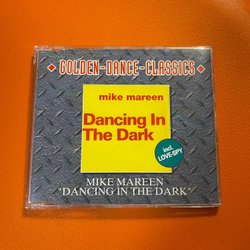 GOLDEN-DANCE-CLASSICS
mike mareen
Dancing In
The Dark
incl.
LOVE-SPY
MIKE MAREEN
"DANCING IN THE DARK"